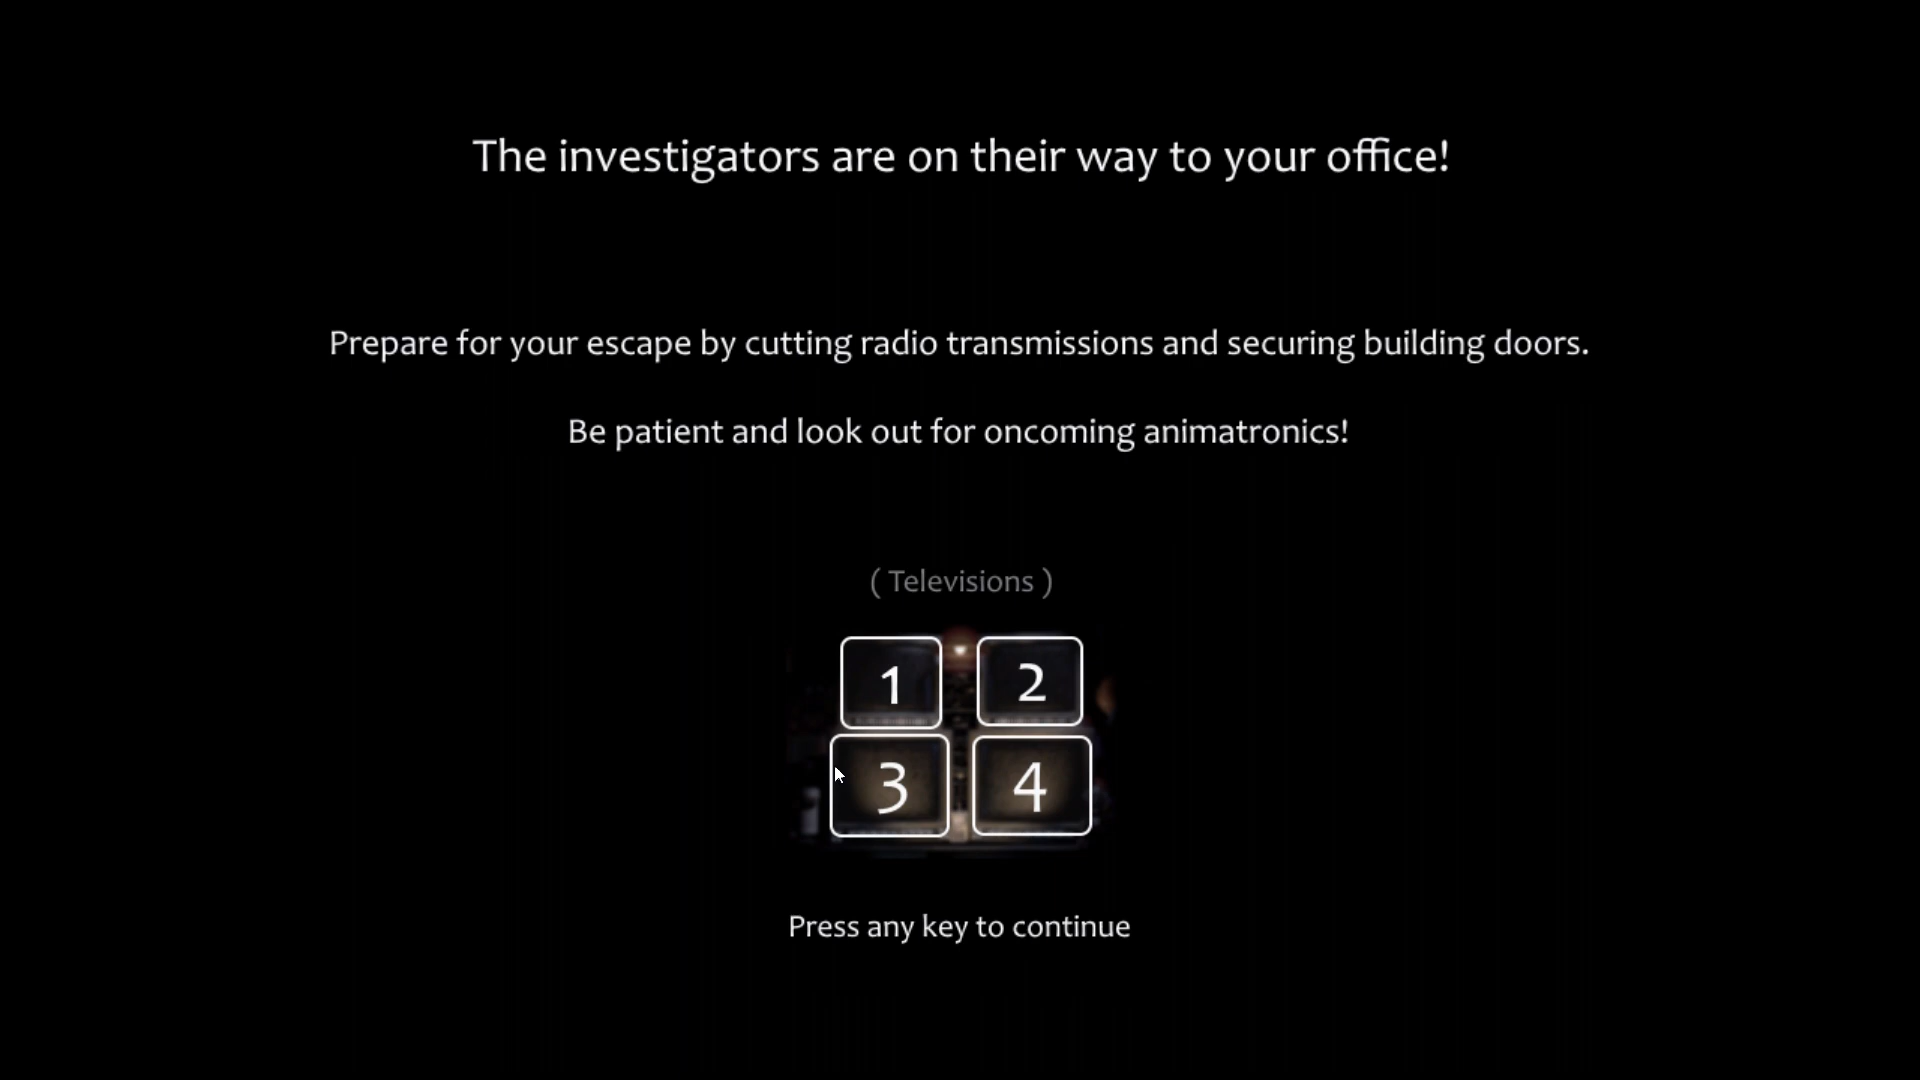 The investigators are on their way to your office!
Prepare for your escape by cutting radio transmissions and securing building doors.
Be patient and look out for oncoming animatronics!
( Televisions )
1 2
3 4
Press any key to continue